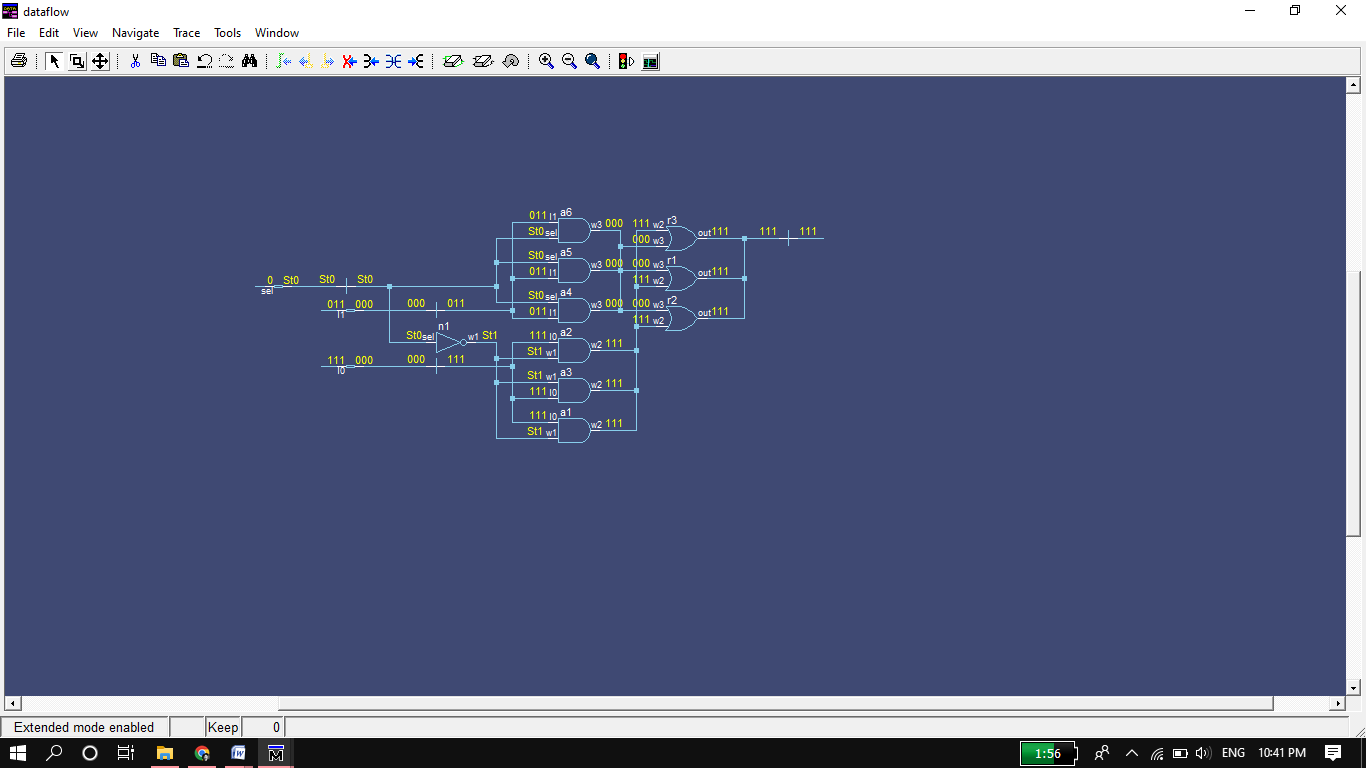 dataflow
File Edit View Navigate Trace Tools Window
011 I1 a6
w3 000 111 w2 r3
St0 sel
000 w3 out 111 111 111
St0 sel a5
w3 000 000 w3 r1
011 I1
111 w2 out 111
0 St0 St0 St0
sel
St0 sel a4
w3 000 000 w3 r2
011 000 000 011
I1
011 I1
111 w2 out 111
n1
St0 sel w1 St1
111 I0 a2
w2 111
St1 w1
111 000 000 111
I0
St1 w1 a3
w2 111
111 I0
111 I0 a1
w2 111
St1 w1
Extended mode enabled Keep 0
1:56 ENG 10:41 PM